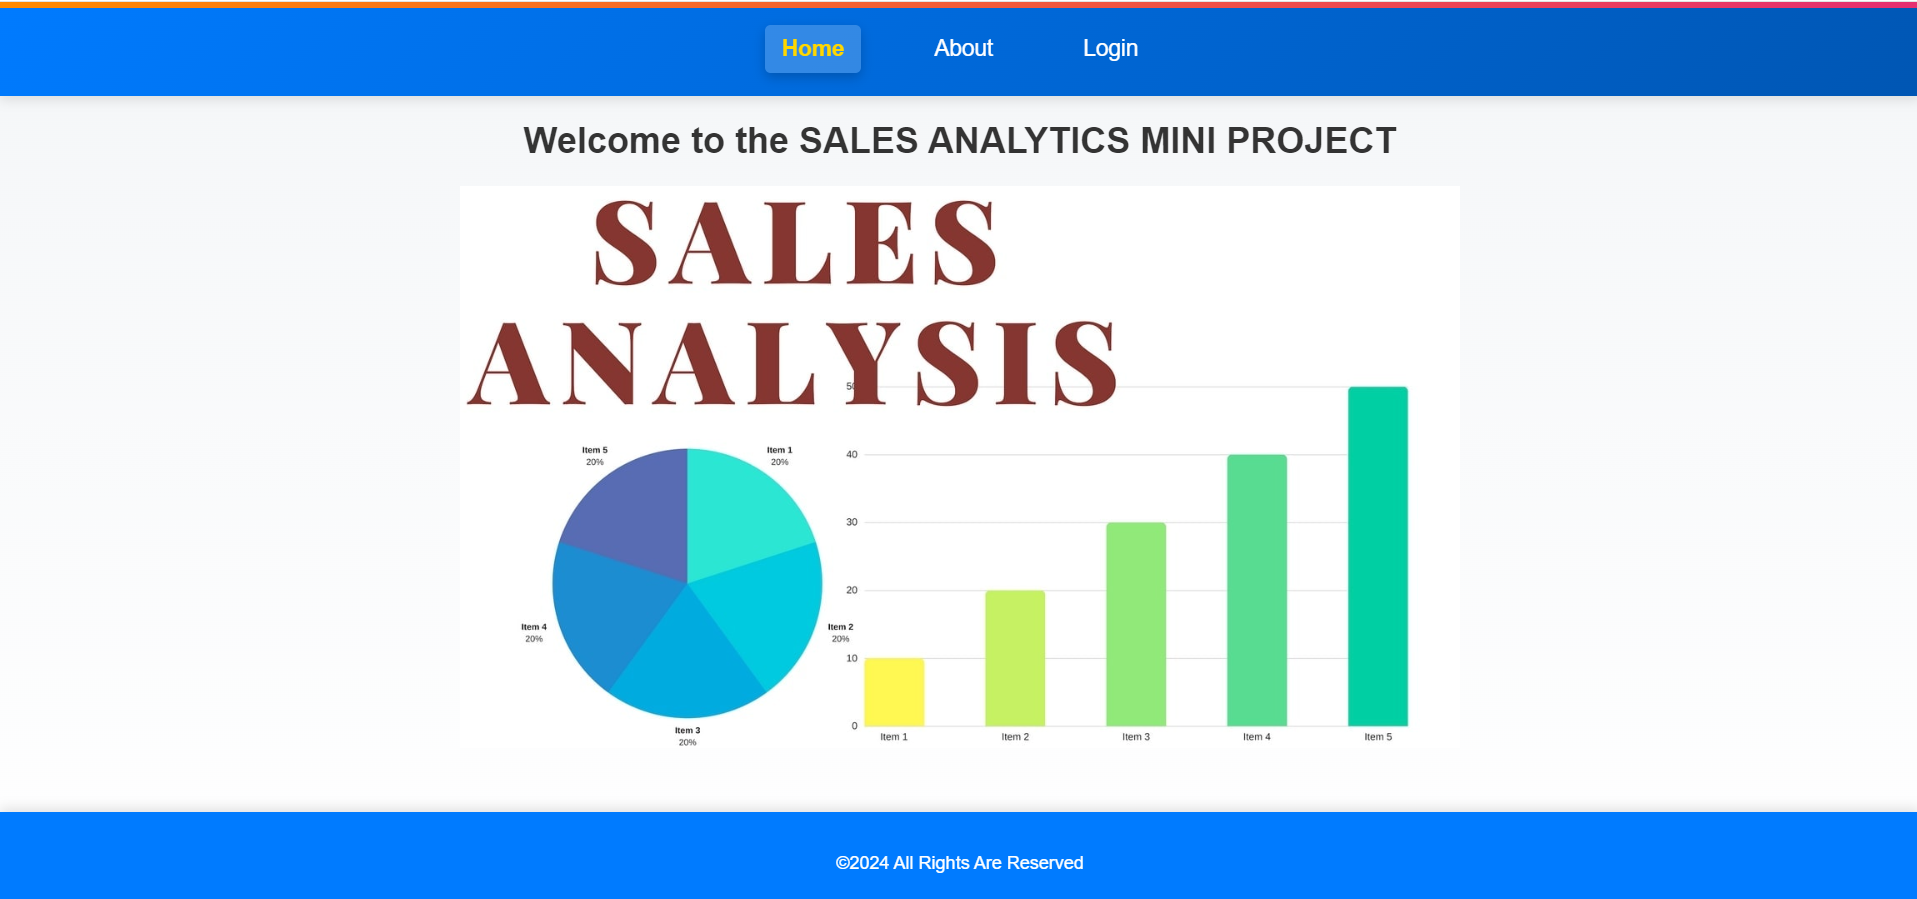 Home About Login
Welcome to the SALES ANALYTICS MINI PROJECT
SALES
ANALYSIS
Item 5
20%
Item 1
20%
Item 4
20%
Item 2
20%
Item 3
20%
50
40
30
20
10
0
Item 1 Item 2 Item 3 Item 4 Item 5
©2024 All Rights Are Reserved